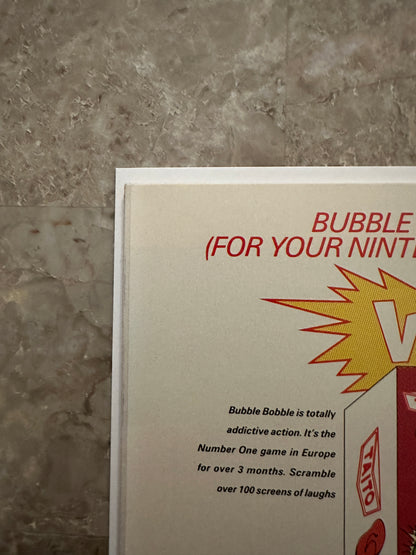 BUBBLE
(FOR YOUR NINT
Bubble Bobble is totally
addictive action. It's the
Number One game in Europe
for over 3 months. Scramble
over 100 screens of laughs
TAITO